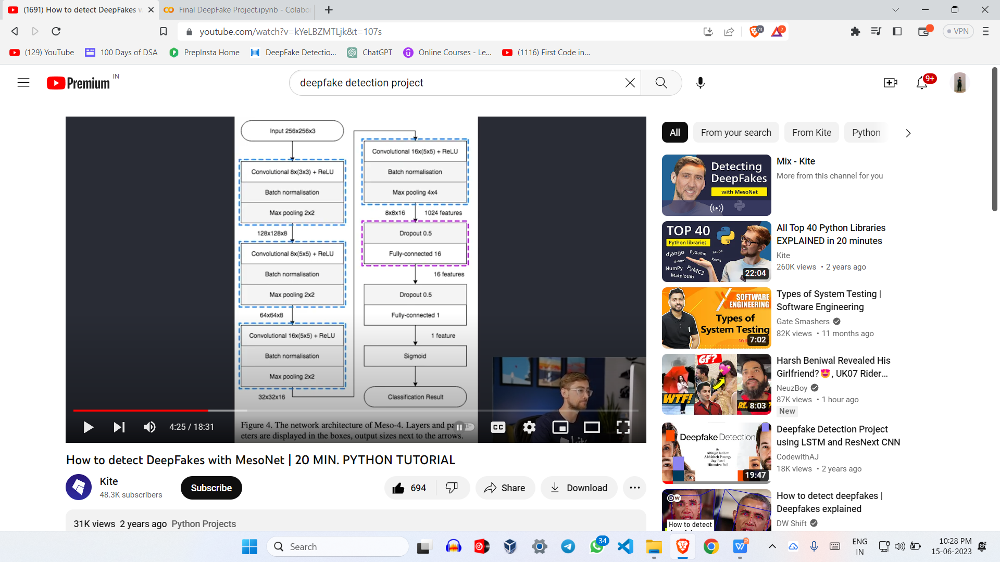 (1691) How to detect DeepFakes w
Final DeepFake Project.ipynb - Colabo
youtube.com/watch?v=kYeLBZMTLjk&t=107s
73
2
VPN
(129) YouTube
100 Days of DSA
PrepInsta Home
DeepFake Detectio...
ChatGPT
Online Courses - Le...
(1116) First Code in...
Premium
IN
deepfake detection project
9+
Input 256x256x3
Convolutional 8x(3x3) + ReLU
Batch normalisation
Max pooling 2x2
128x128x8
Convolutional 8x(5x5) + ReLU
Batch normalisation
Max pooling 2x2
64x64x8
Convolutional 16x(5x5) + ReLU
Batch normalisation
Max pooling 2x2
32x32x16
Convolutional 16x(5x5) + ReLU
Batch normalisation
Max pooling 4x4
8x8x16
1024 features
Dropout 0.5
Fully-connected 16
16 features
Dropout 0.5
Fully-connected 1
1 feature
Sigmoid
Classification Result
Figure 4. The network architecture of Meso-4. Layers and pa
eters are displayed in the boxes, output sizes next to the arrows.
4:25 / 18:31
CC
How to detect DeepFakes with MesoNet | 20 MIN. PYTHON TUTORIAL
Kite
48.3K subscribers
Subscribe
694
Share
Download
31K views 2 years ago Python Projects
All
From your search
From Kite
Python
Detecting
DeepFakes
with MesoNet
Mix - Kite
More from this channel for you
TOP 40
Python libraries
django
PyGame
Zappa
theano
Keras
NumPy
PyMC3
Matplotlib
22:04
All Top 40 Python Libraries
EXPLAINED in 20 minutes
Kite
260K views • 2 years ago
SOFTWARE
ENGINEERING
Types of
System Testing
7:02
Types of System Testing |
Software Engineering
Gate Smashers
82K views • 11 months ago
GF?
WTF!
8:03
Harsh Beniwal Revealed His
Girlfriend?😍, UK07 Rider...
NeuzBoy
87K views • 1 hour ago
New
Deepfake Detection
By
Abhijit Jadhav
Abhishek Patange
Jay Patel
Hitendra Patil
19:47
Deepfake Detection Project
using LSTM and ResNext CNN
CodewithAJ
18K views • 2 years ago
DW
How to detect
How to detect deepfakes |
Deepfakes explained
DW Shift
Search
34
ENG
IN
10:28 PM
15-06-2023